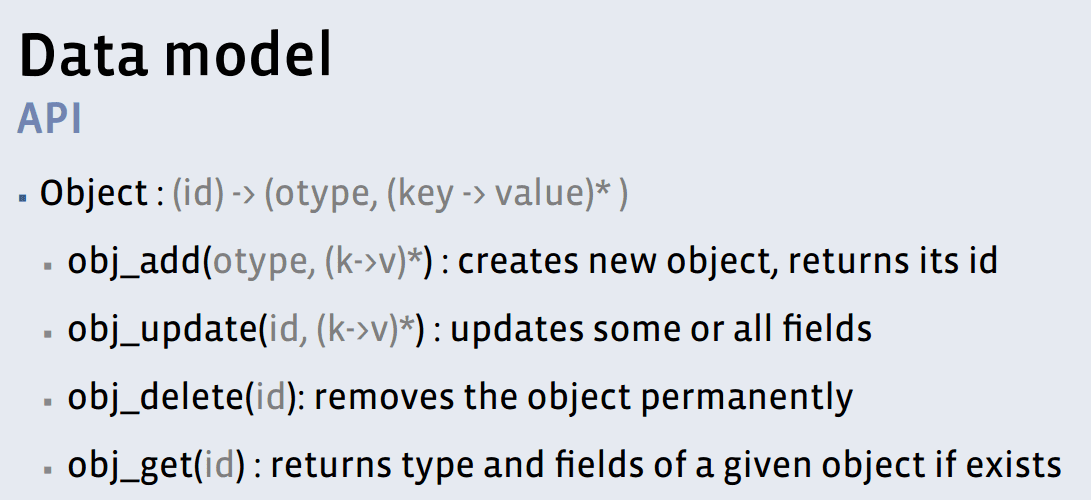 Data model
API
▪ Object : (id) -> (otype, (key -> value)* )
▪ obj_add(otype, (k->v)*) : creates new object, returns its id
▪ obj_update(id, (k->v)*) : updates some or all fields
▪ obj_delete(id): removes the object permanently
▪ obj_get(id) : returns type and fields of a given object if exists